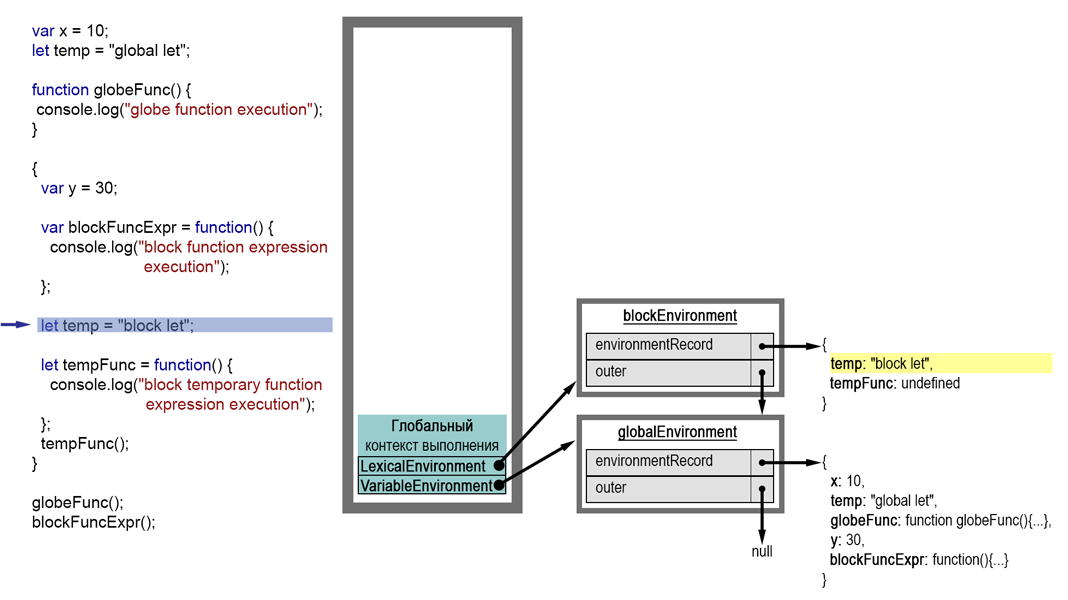 var x = 10;
let temp = "global let";
function globeFunc() {
console.log("globe function execution");
}
{
var y = 30;
var blockFuncExpr = function() {
console.log("block function expression
execution");
};
let temp = "block let";
let tempFunc = function() {
console.log("block temporary function
expression execution");
};
tempFunc();
}
globeFunc();
blockFuncExpr();
Глобальный
контекст выполнения
LexicalEnvironment
VariableEnvironment
blockEnvironment
environmentRecord
outer
{
temp: "block let",
tempFunc: undefined
}
globalEnvironment
environmentRecord
outer
null
{
x: 10,
temp: "global let",
globeFunc: function globeFunc(){...},
y: 30,
blockFuncExpr: function(){...}
}